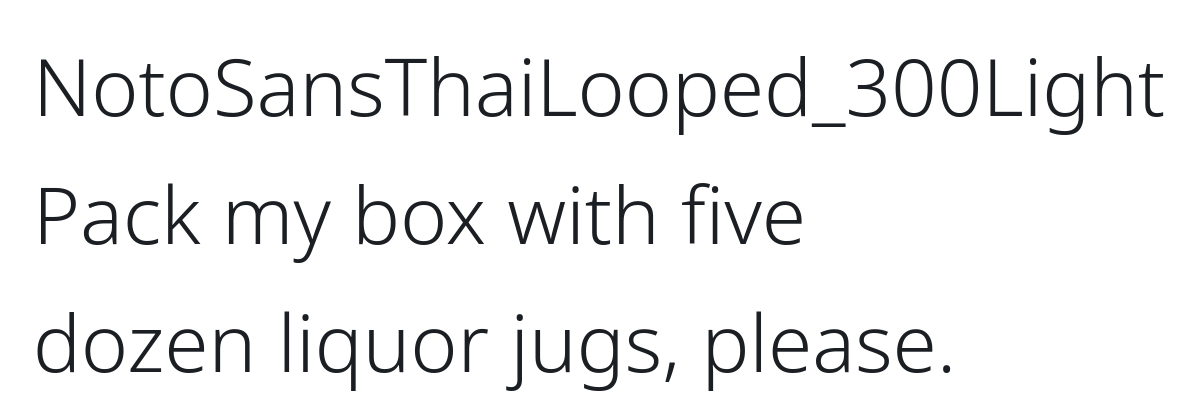 NotoSansThaiLooped_300Light
Pack my box with five
dozen liquor jugs, please.